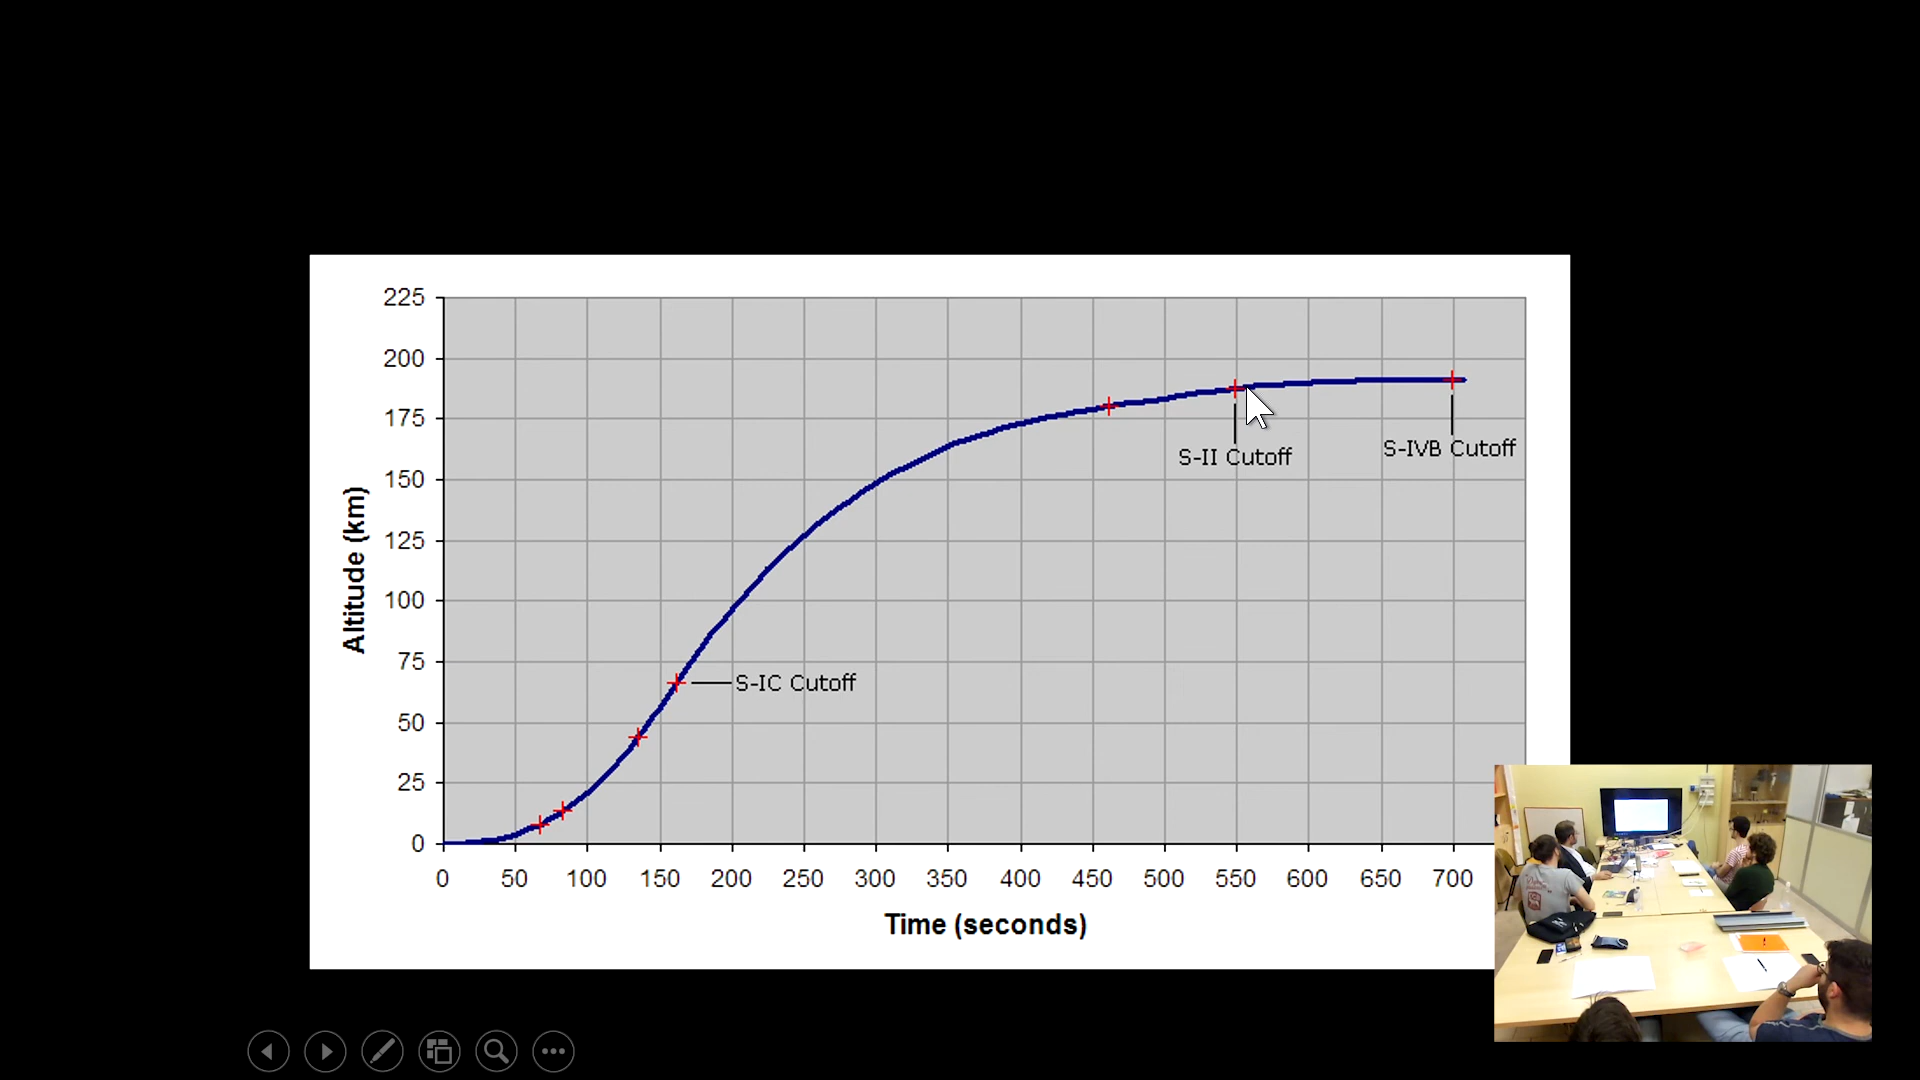 225
200
175
150
125
100
75
50
25
0
Altitude (km)
S-IC Cutoff
S-II Cutoff
S-IVB Cutoff
0 50 100 150 200 250 300 350 400 450 500 550 600 650 700
Time (seconds)